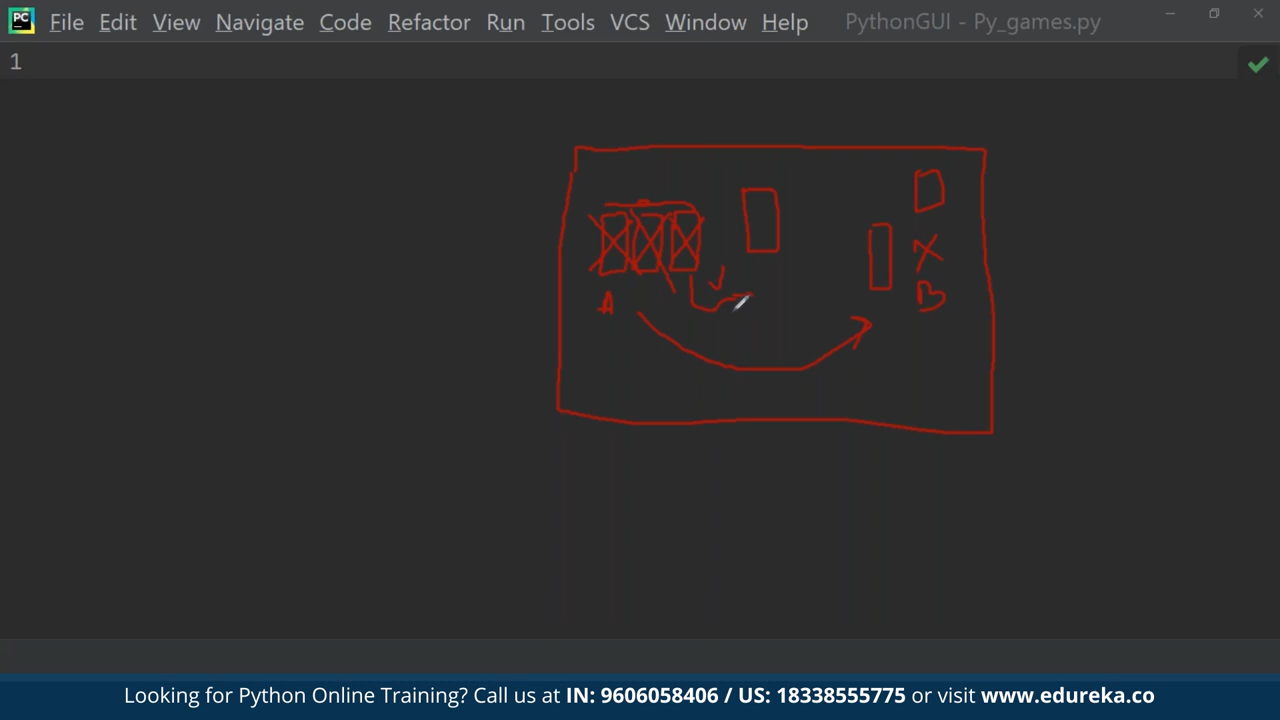 PC File Edit View Navigate Code Refactor Run Tools VCS Window Help PythonGUI - Py_games.py
1
A
X
B
Looking for Python Online Training? Call us at IN: 9606058406 / US: 18338555775 or visit www.edureka.co